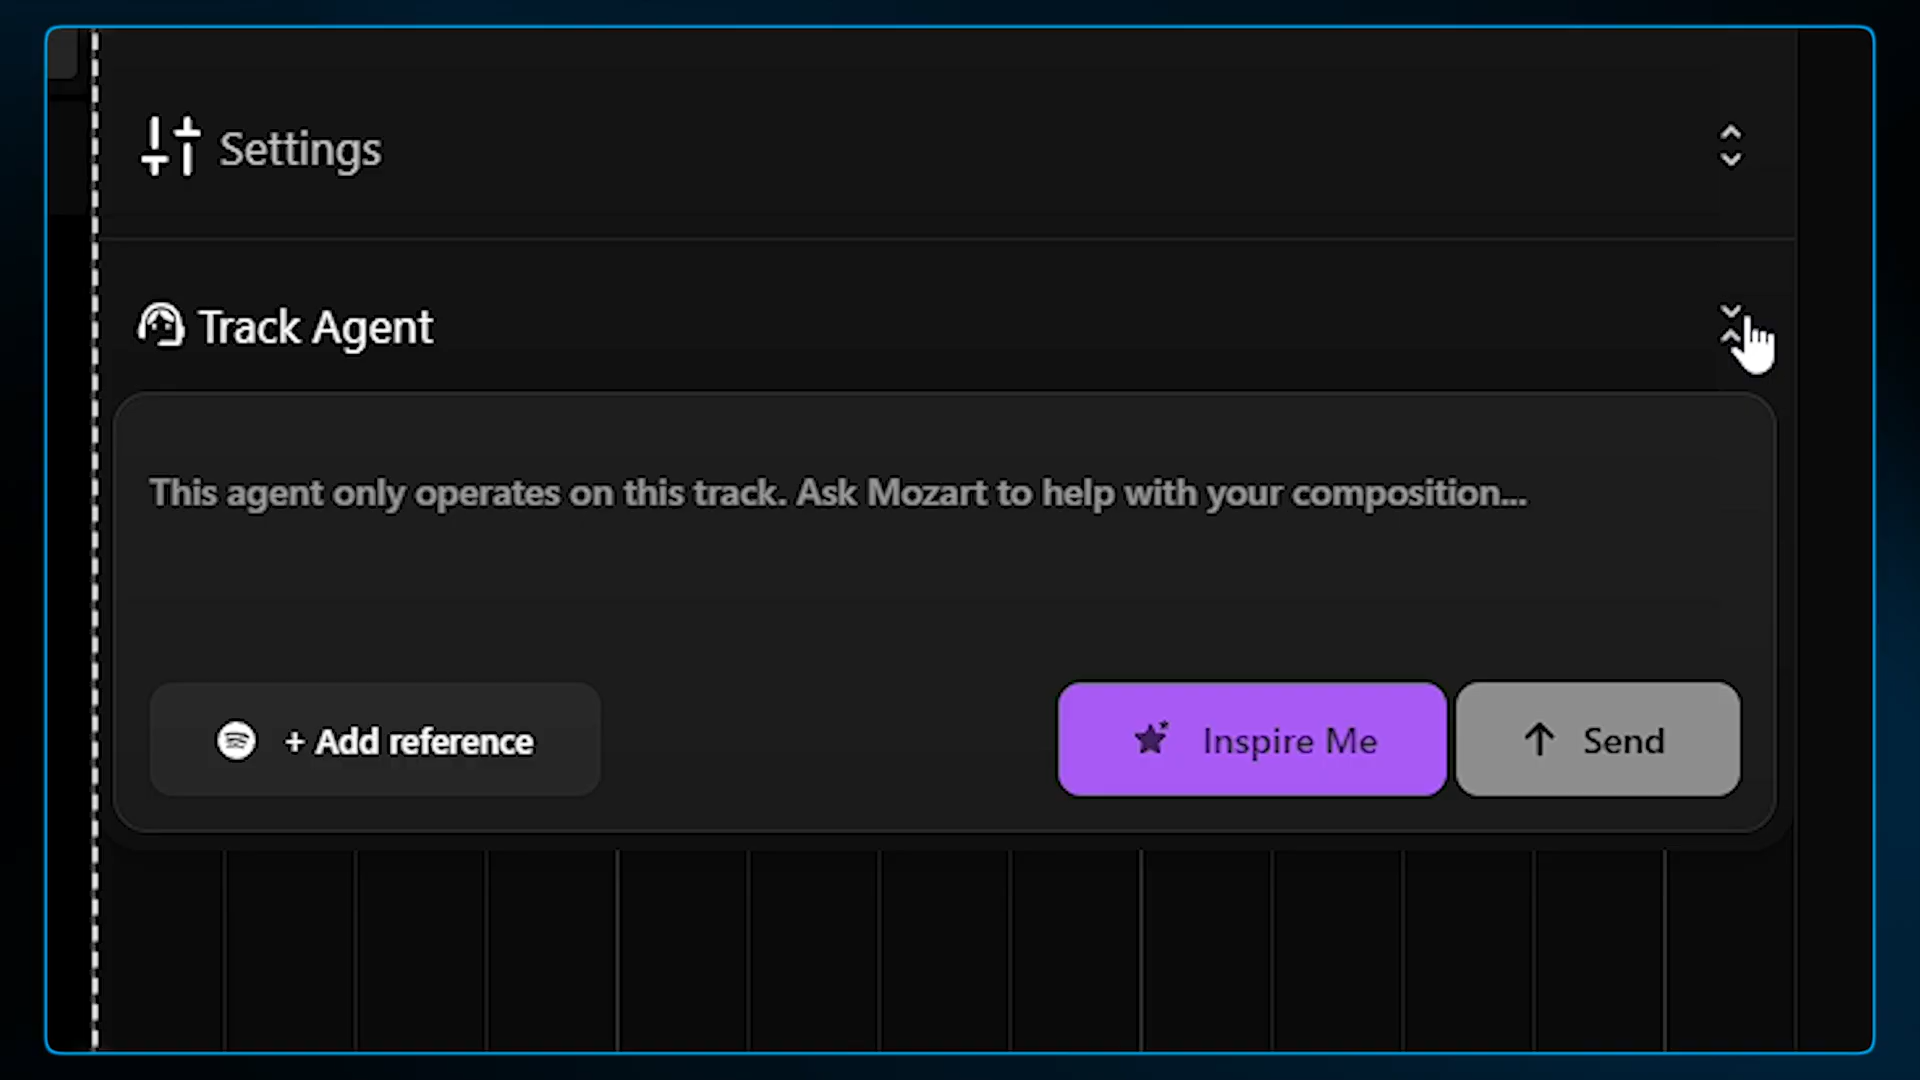 Settings
Track Agent
This agent only operates on this track. Ask Mozart to help with your composition...
+ Add reference
Inspire Me
Send